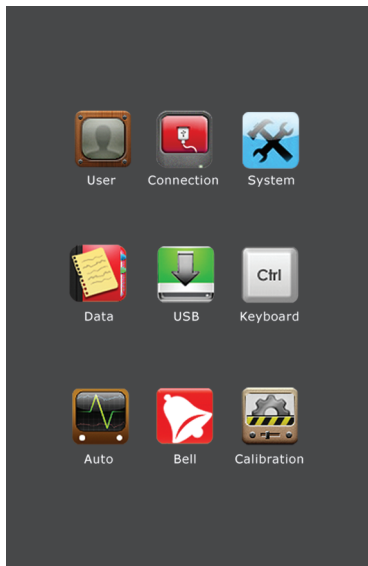 User Connection System
Data USB Ctrl Keyboard
Auto Bell Calibration